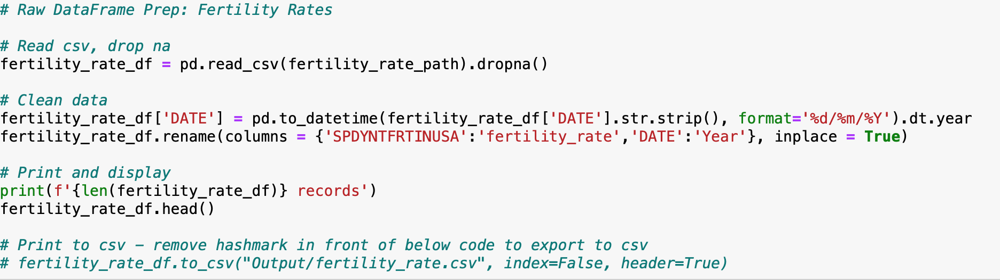 # Raw DataFrame Prep: Fertility Rates
# Read csv, drop na
fertility_rate_df = pd.read_csv(fertility_rate_path).dropna()
# Clean data
fertility_rate_df['DATE'] = pd.to_datetime(fertility_rate_df['DATE'].str.strip(), format='%d/%m/%Y').dt.year
fertility_rate_df.rename(columns = {'SPDYNTFRTINUSA':'fertility_rate','DATE':'Year'}, inplace = True)
# Print and display
print(f'{len(fertility_rate_df)} records')
fertility_rate_df.head()
# Print to csv – remove hashmark in front of below code to export to csv
# fertility_rate_df.to_csv("Output/fertility_rate.csv", index=False, header=True)